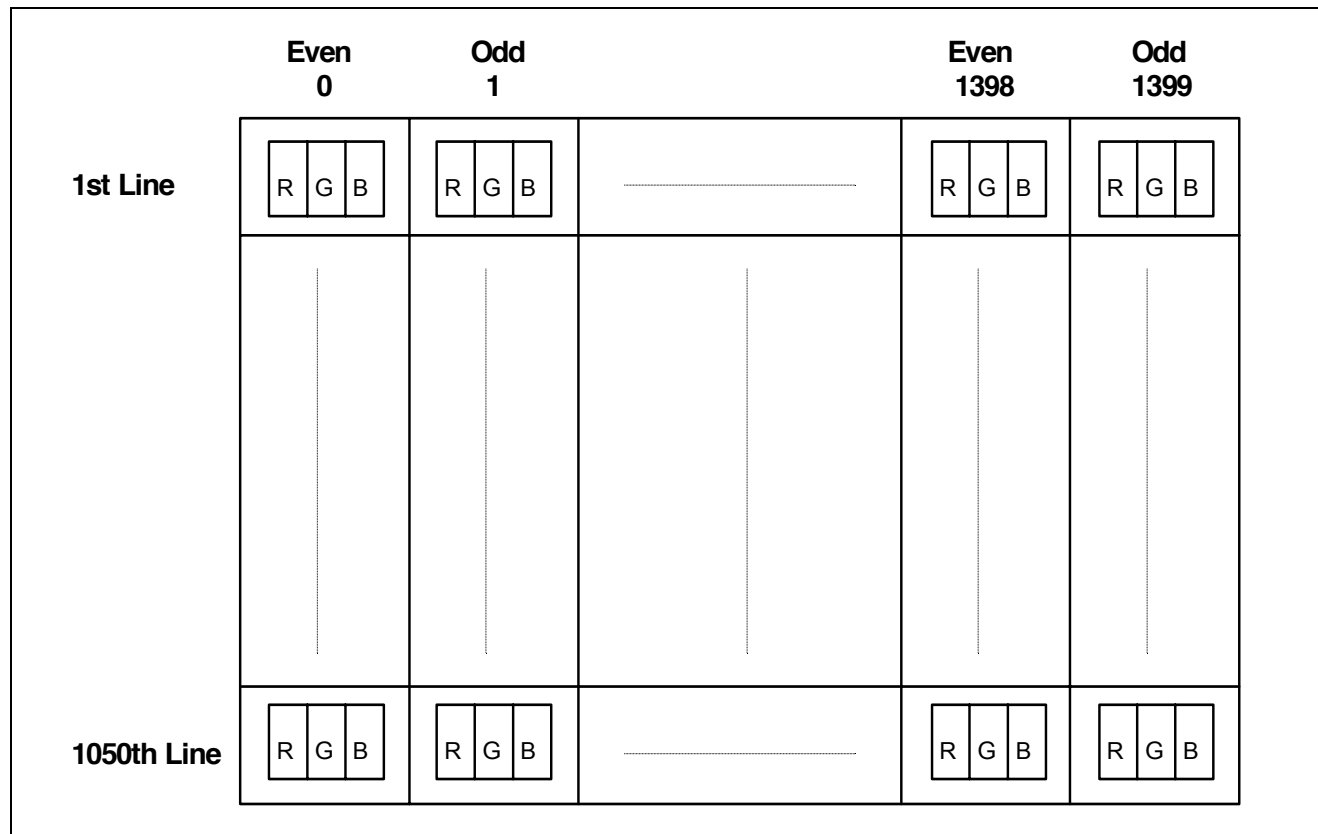 Even Odd Even Odd
0 1 1398 1399
1st Line R G B R G B R G B R G B
1050th Line R G B R G B R G B R G B